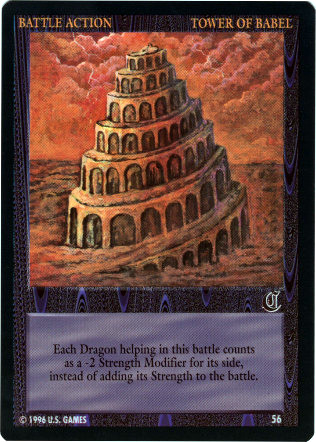 BATTLE ACTION TOWER OF BABEL
Each Dragon helping in this battle counts
as a -2 Strength Modifier for its side,
instead of adding its Strength to the battle.
© 1996 U.S. GAMES 56